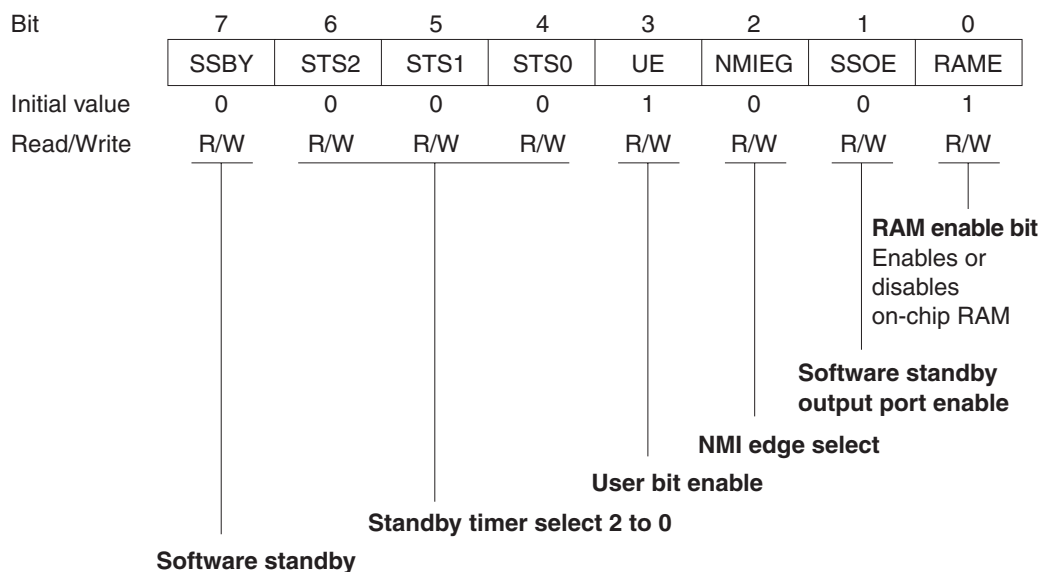 Bit 7 6 5 4 3 2 1 0
SSBY STS2 STS1 STS0 UE NMIEG SSOE RAME
Initial value 0 0 0 0 1 0 0 1
Read/Write R/W R/W R/W R/W R/W R/W R/W R/W
RAM enable bit
Enables or
disables
on-chip RAM
Software standby
output port enable
NMI edge select
User bit enable
Standby timer select 2 to 0
Software standby